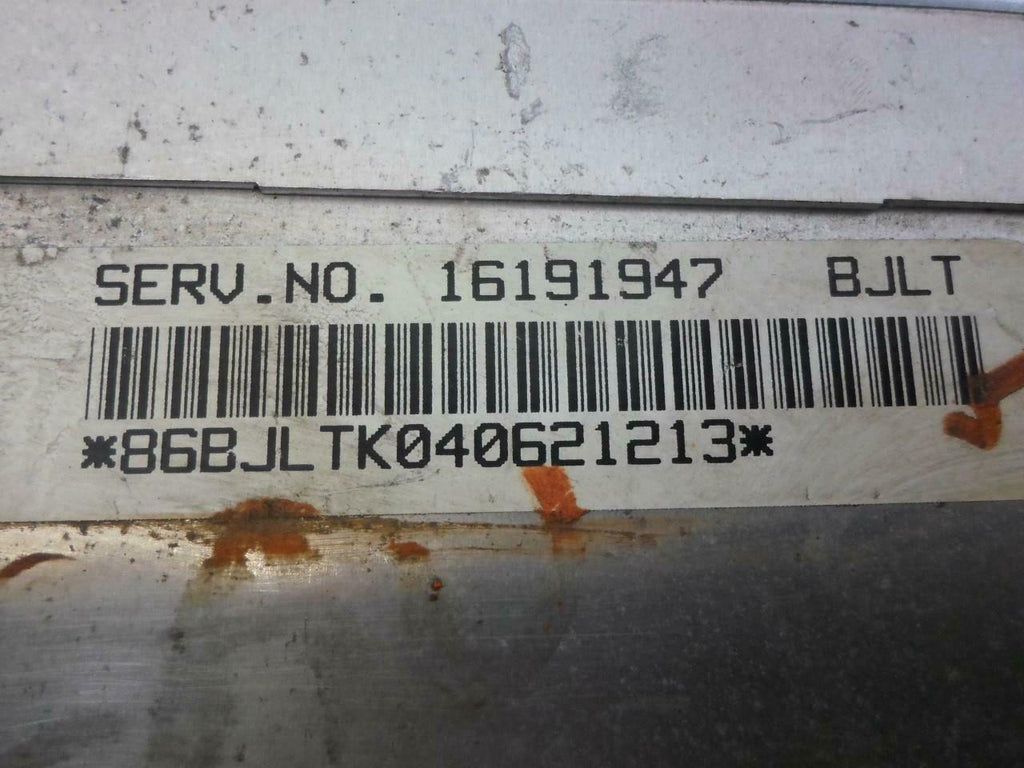 SERV.NO. 16191947 BJLT
*86BJLTK040621213*